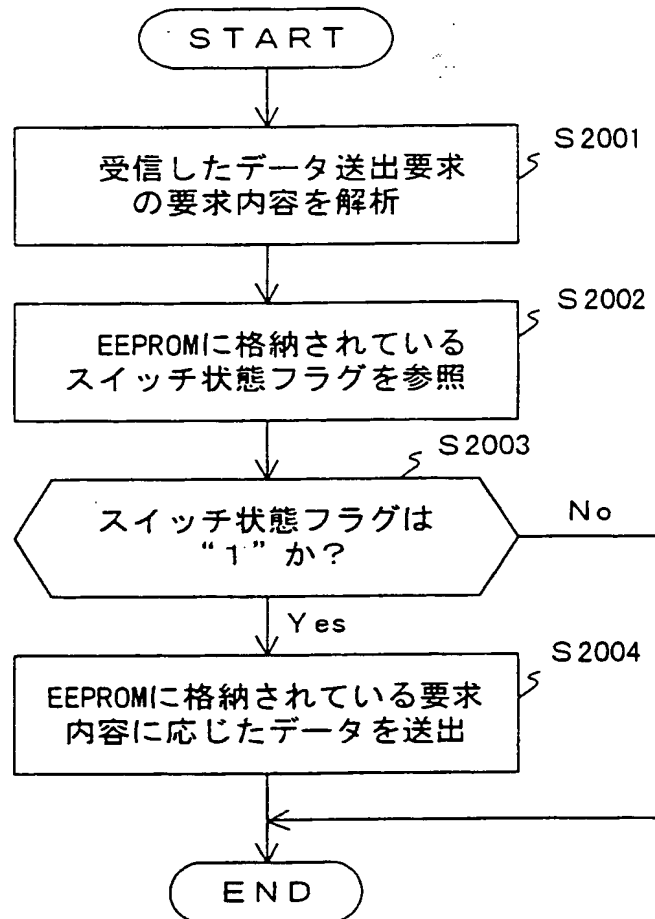 START
S2001
受信したデータ送出要求
の要求内容を解析
S2002
EEPROMに格納されている
スイッチ状態フラグを参照
S2003
スイッチ状態フラグは
“1”か?
No
Yes
S2004
EEPROMに格納されている要求
内容に応じたデータを送出
END